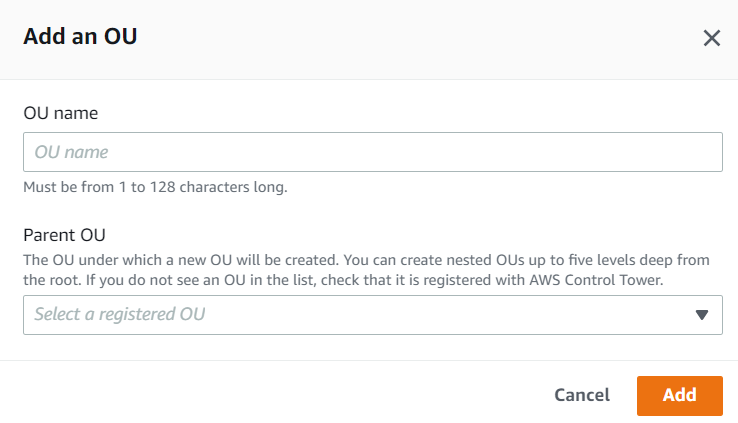 Add an OU
OU name
OU name
Must be from 1 to 128 characters long.
Parent OU
The OU under which a new OU will be created. You can create nested OUs up to five levels deep from
the root. If you do not see an OU in the list, check that it is registered with AWS Control Tower.
Select a registered OU
Cancel
Add